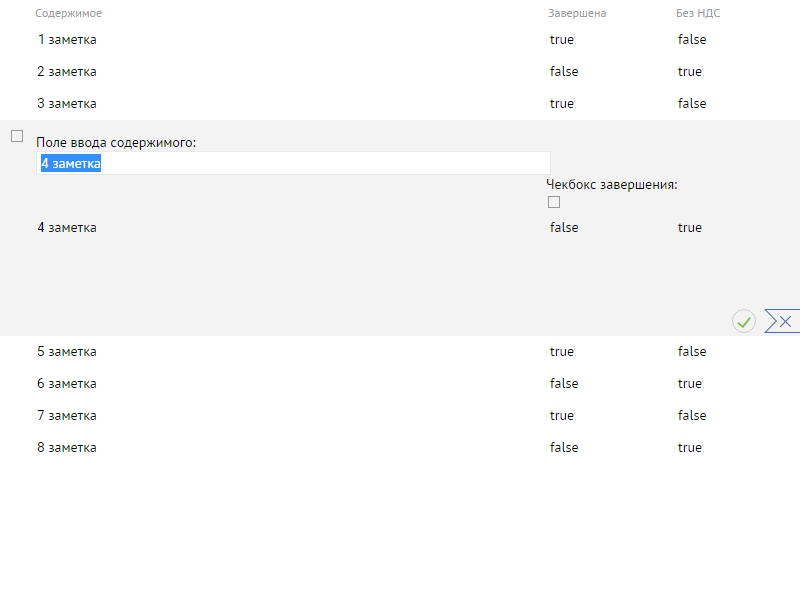 Содержимое Завершена Без НДС
1 заметка true false
2 заметка false true
3 заметка true false
Поле ввода содержимого:
4 заметка
Чекбокс завершения:
4 заметка false true
5 заметка true false
6 заметка false true
7 заметка true false
8 заметка false true